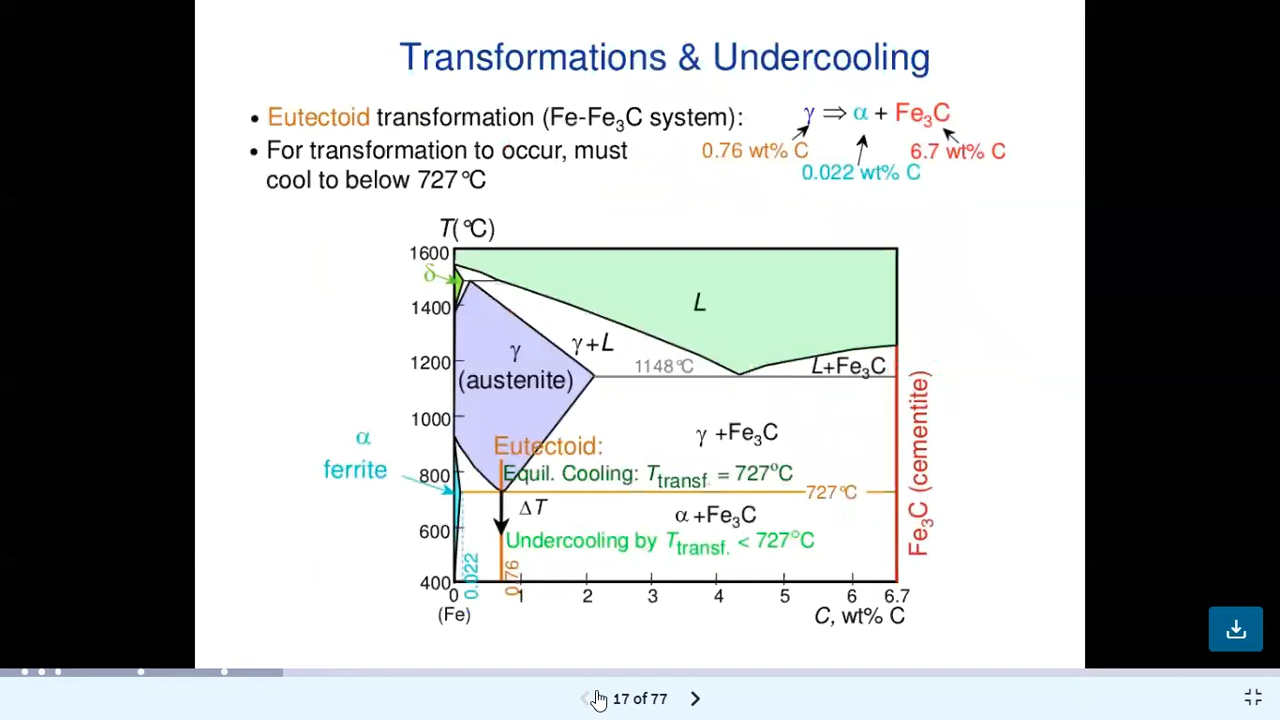 Transformations & Undercooling
• Eutectoid transformation (Fe-Fe₃C system):
γ ⇒ α + Fe₃C
0.76 wt% C
0.022 wt% C
6.7 wt% C
• For transformation to occur, must
cool to below 727°C
T(°C)
1600
δ
1400
L
γ+L
γ
(austenite)
1200
1148°C
L+Fe₃C
1000
γ +Fe₃C
α
ferrite
Eutectoid:
800
Equil. Cooling: Ttransf. = 727ºC
727°C
ΔT
α +Fe₃C
600
Undercooling by Ttransf. < 727°C
Fe₃C (cementite)
400
0.022
0.76
0
1
2
3
4
5
6
6.7
(Fe)
C, wt% C
17 of 77